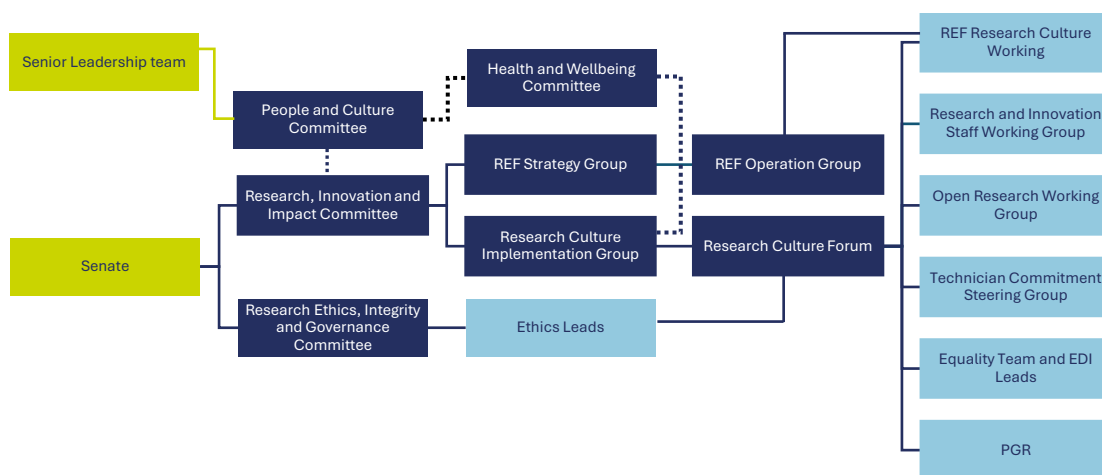 Senior Leadership team
Senate
People and Culture
Committee
Research, Innovation and
Impact Committee
Research Ethics, Integrity
and Governance
Committee
Health and Wellbeing
Committee
REF Strategy Group
Research Culture
Implementation Group
Ethics Leads
REF Operation Group
Research Culture Forum
REF Research Culture
Working
Research and Innovation
Staff Working Group
Open Research Working
Group
Technician Commitment
Steering Group
Equality Team and EDI
Leads
PGR